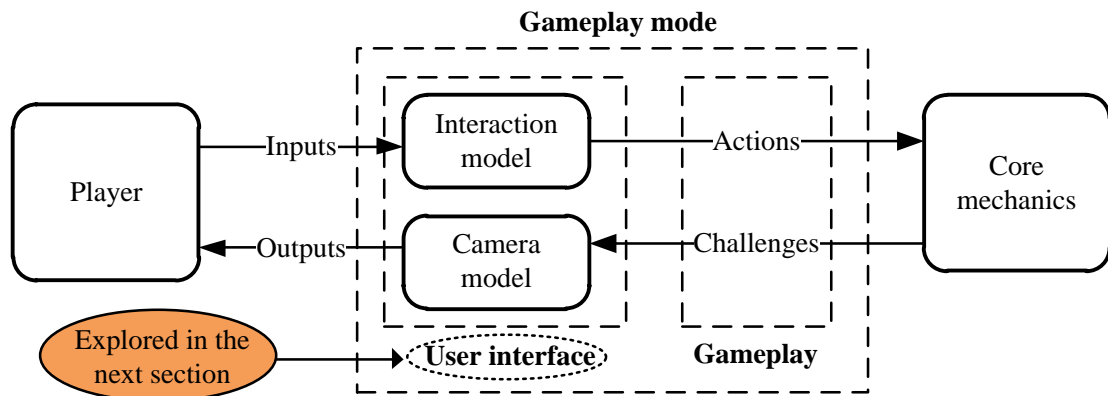 Gameplay mode
Player
Inputs
Interaction
model
Actions
Core
mechanics
Outputs
Camera
model
Challenges
Explored in the
next section
User interface
Gameplay